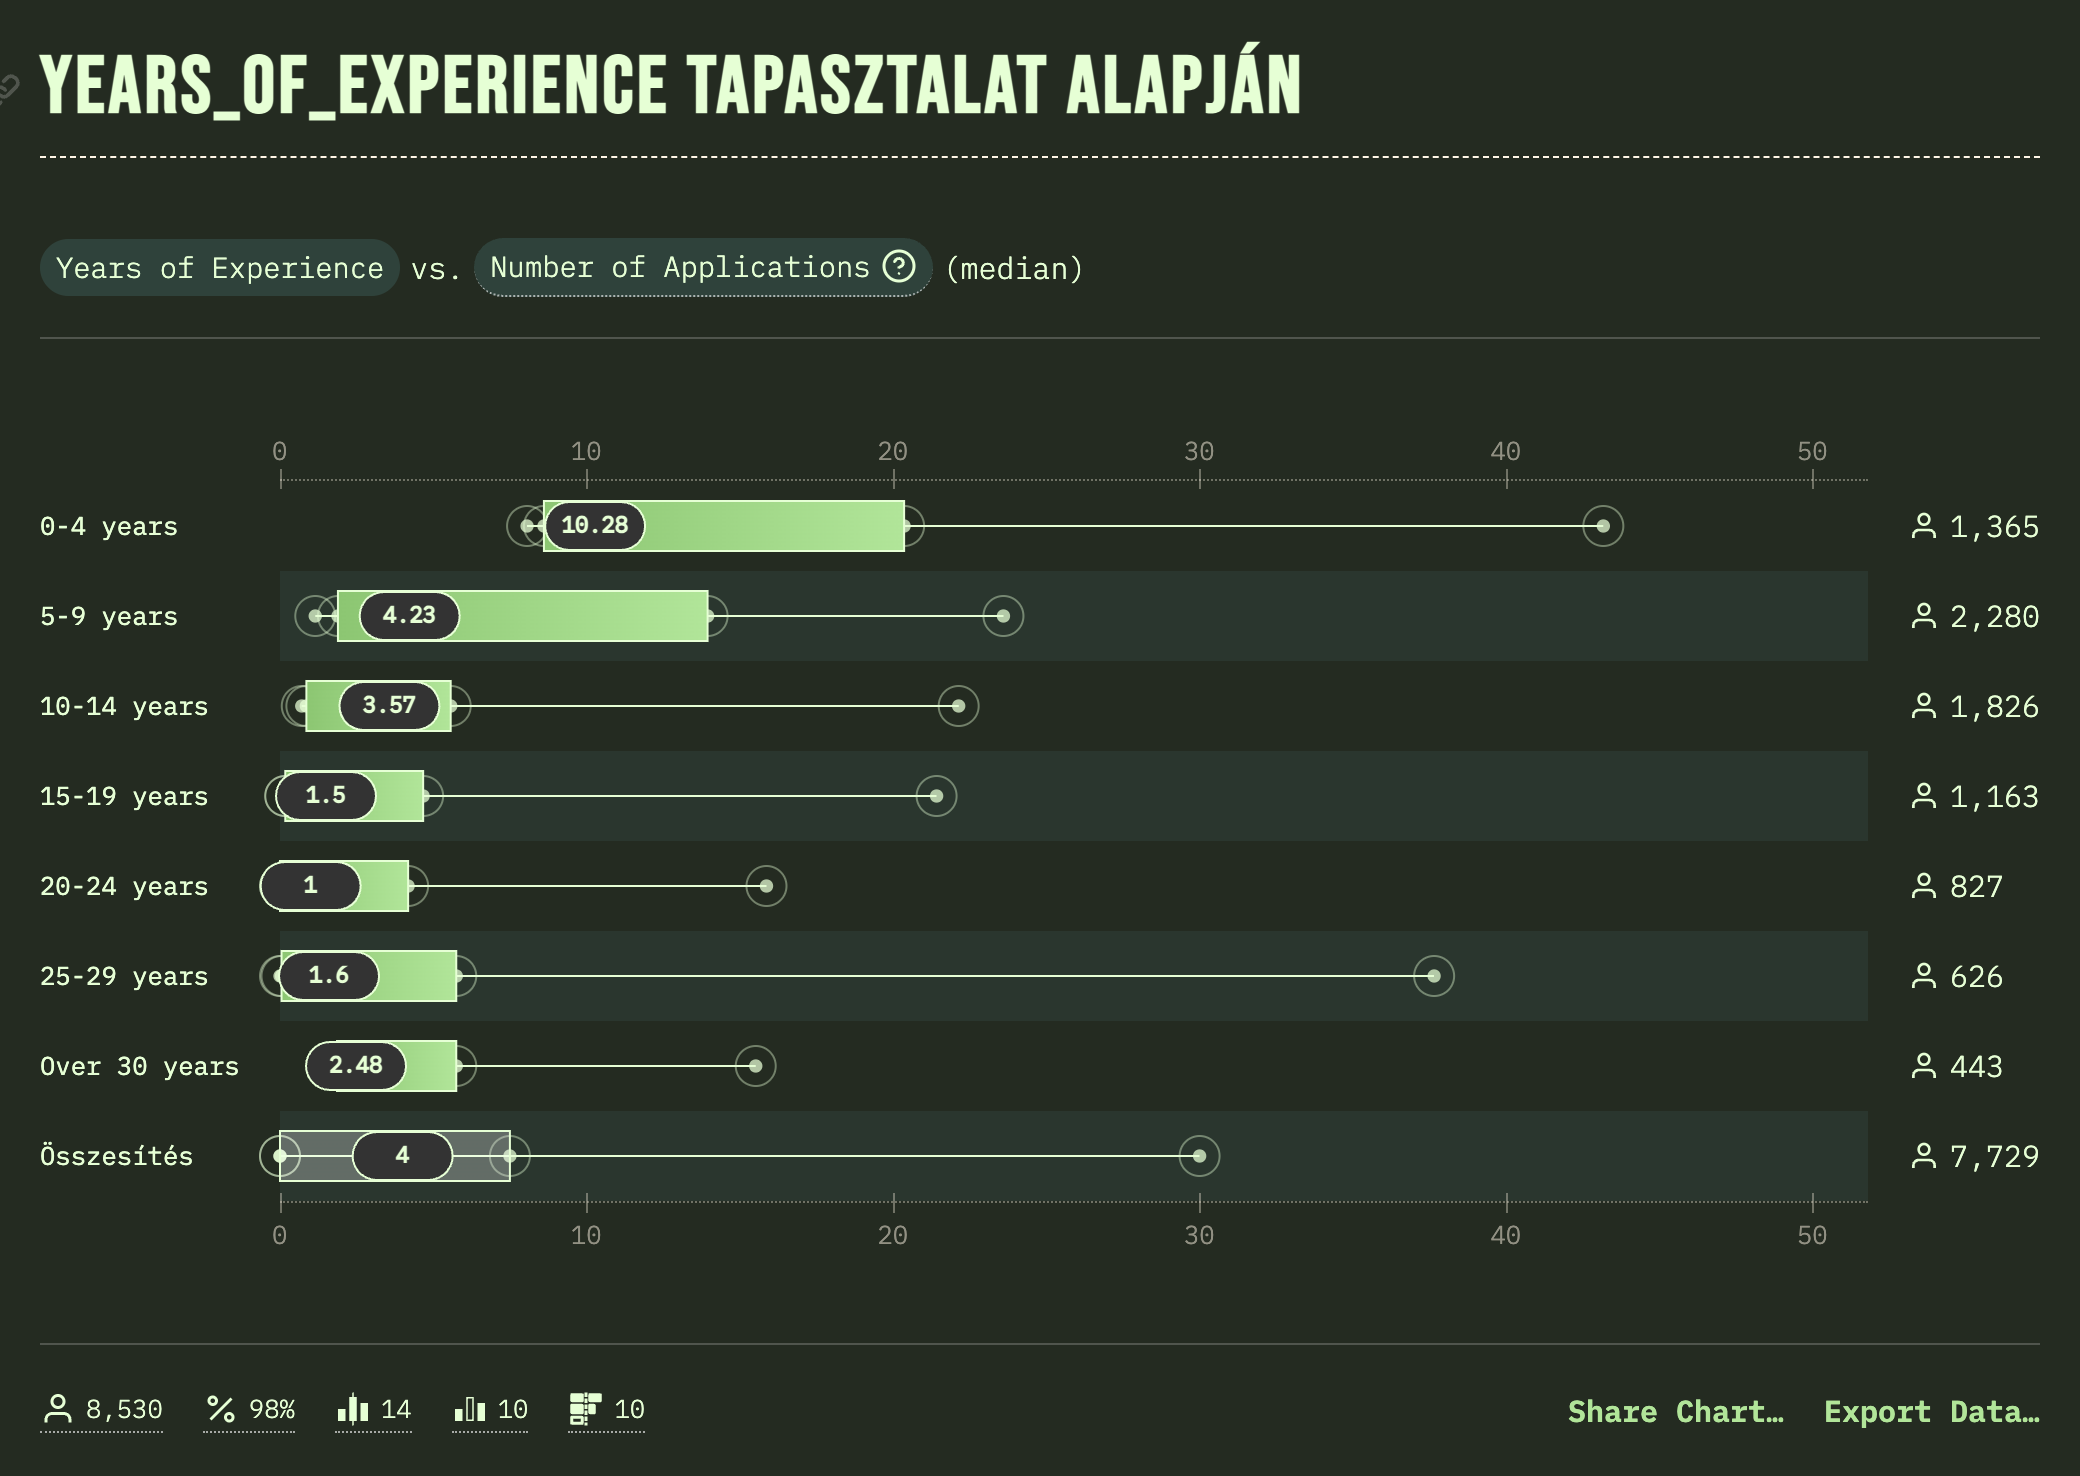 YEARS_OF_EXPERIENCE TAPASZTALAT ALAPJÁN
Years of Experience vs. Number of Applications (median)
0 10 20 30 40 50
0-4 years 10.28 1,365
5-9 years 4.23 2,280
10-14 years 3.57 1,826
15-19 years 1.5 1,163
20-24 years 1 827
25-29 years 1.6 626
Over 30 years 2.48 443
Összesítés 4 7,729
0 10 20 30 40 50
8,530 98% 14 10 10 Share Chart… Export Data…